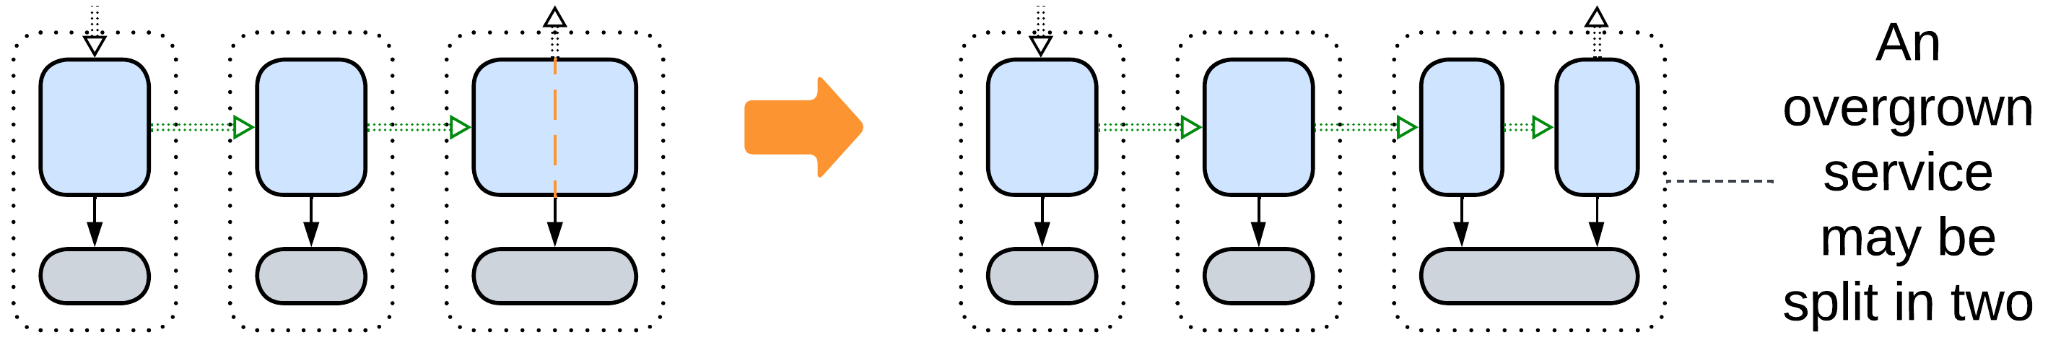 An
overgrown
service
may be
split in two